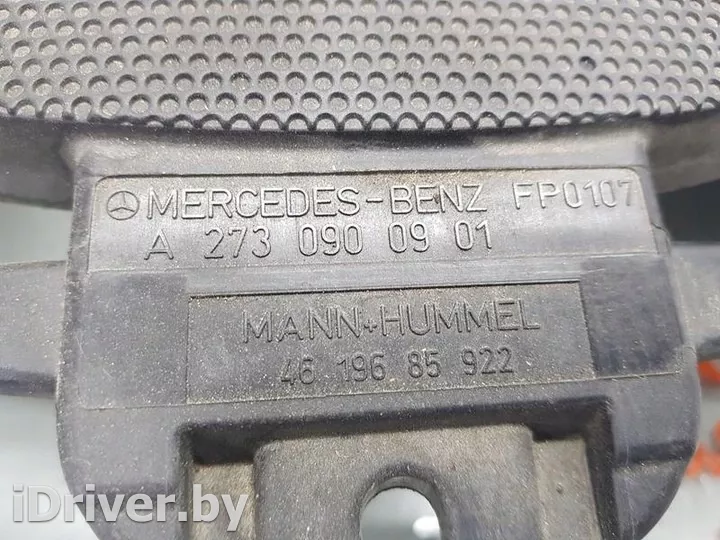 MERCEDES-BENZ FP0107
A 273 090 09 01
MANN+HUMMEL
46 196 85 922
iDriver.by